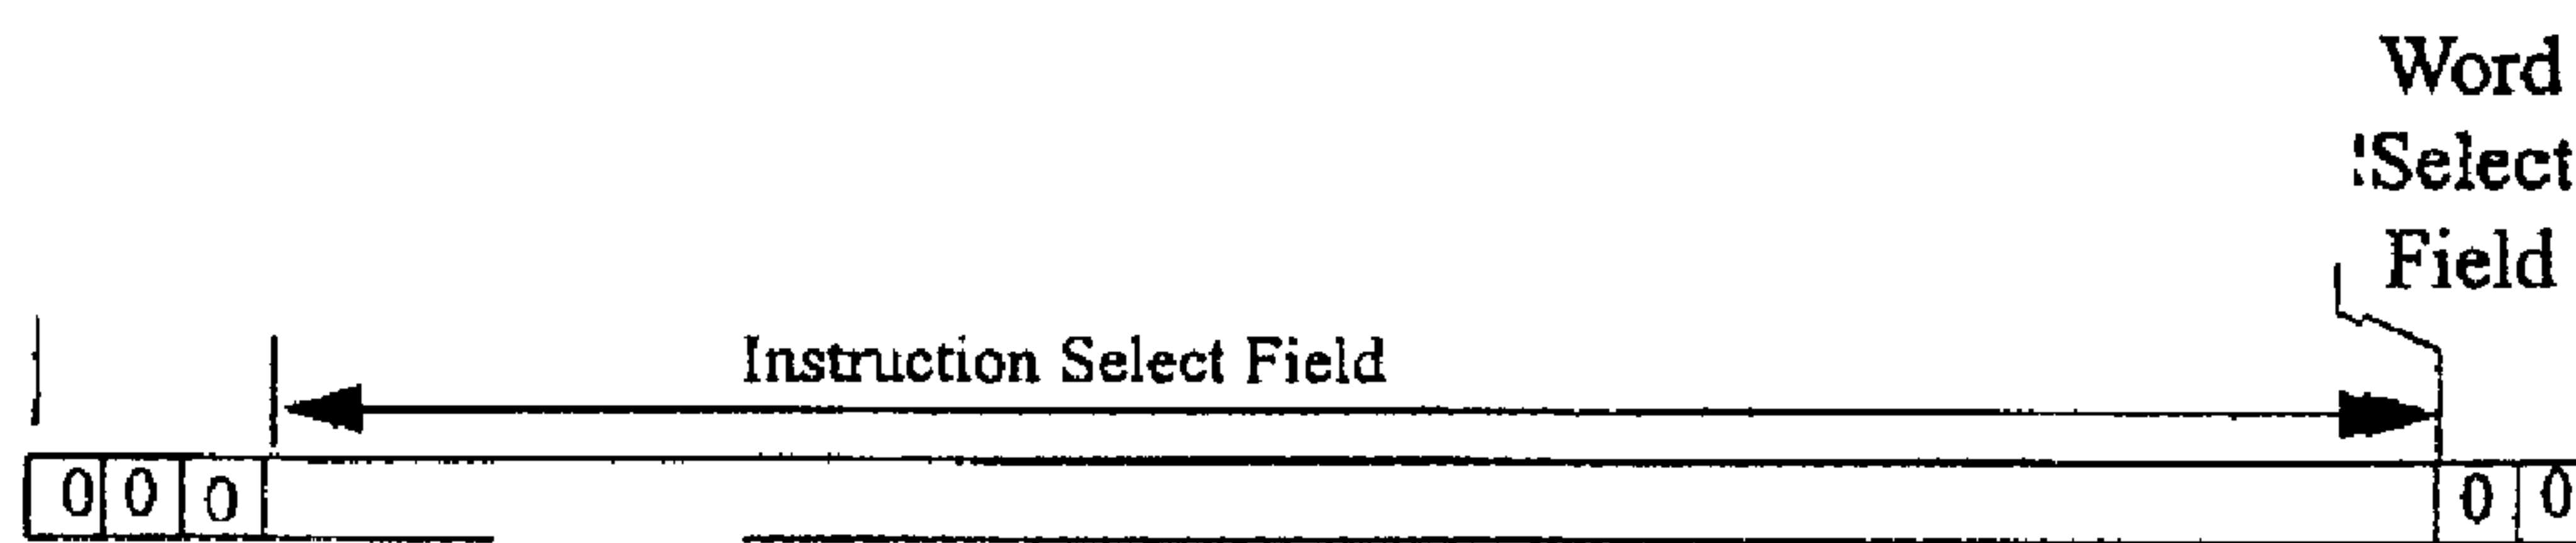 Word
Select
Field
Instruction Select Field
0 0 0 0 0